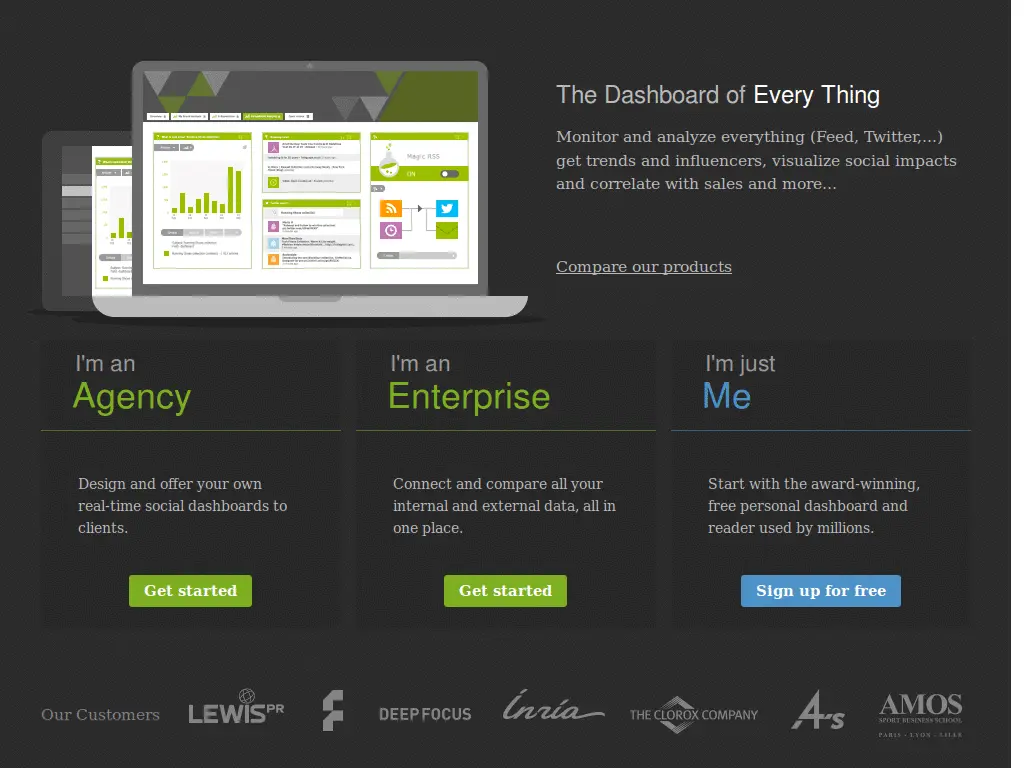 The Dashboard of Every Thing
Monitor and analyze everything (Feed, Twitter,...)
get trends and influencers, visualize social impacts
and correlate with sales and more...
Compare our products
Magic RSS
ON
I'm an
Agency
Design and offer your own
real-time social dashboards to
clients.
Get started
I'm an
Enterprise
Connect and compare all your
internal and external data, all in
one place.
Get started
I'm just
Me
Start with the award-winning,
free personal dashboard and
reader used by millions.
Sign up for free
Our Customers
LEWIS PR
DEEP FOCUS
Inría
THE CLOROX COMPANY
A's
AMOS
SPORT BUSINESS SCHOOL
PARIS - LYON - LILLE